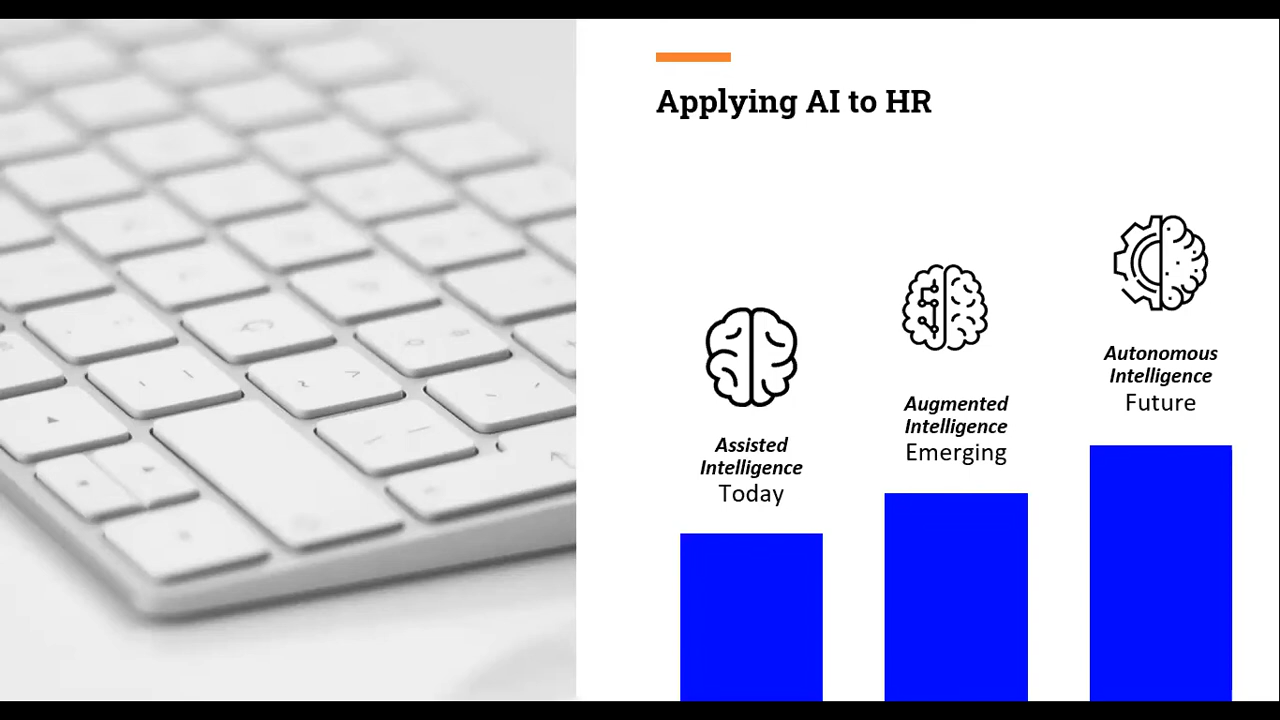 Applying AI to HR
Assisted
Intelligence
Today
Augmented
Intelligence
Emerging
Autonomous
Intelligence
Future